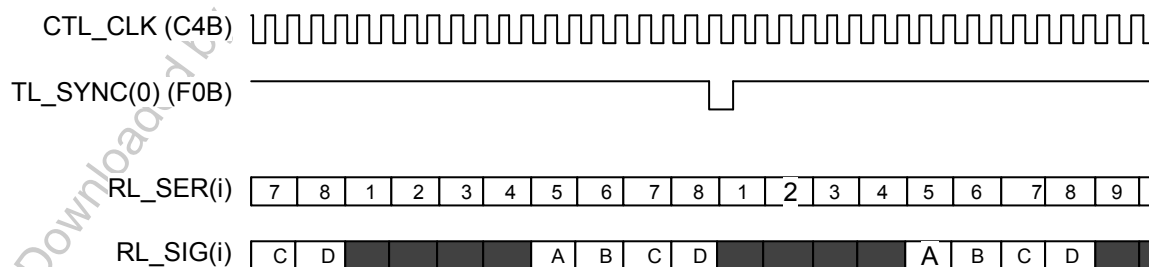 CTL_CLK (C4B)
TL_SYNC(0) (F0B)
RL_SER(i) 7 8 1 2 3 4 5 6 7 8 1 2 3 4 5 6 7 8 9
RL_SIG(i) C D A B C D A B C D
Downloaded